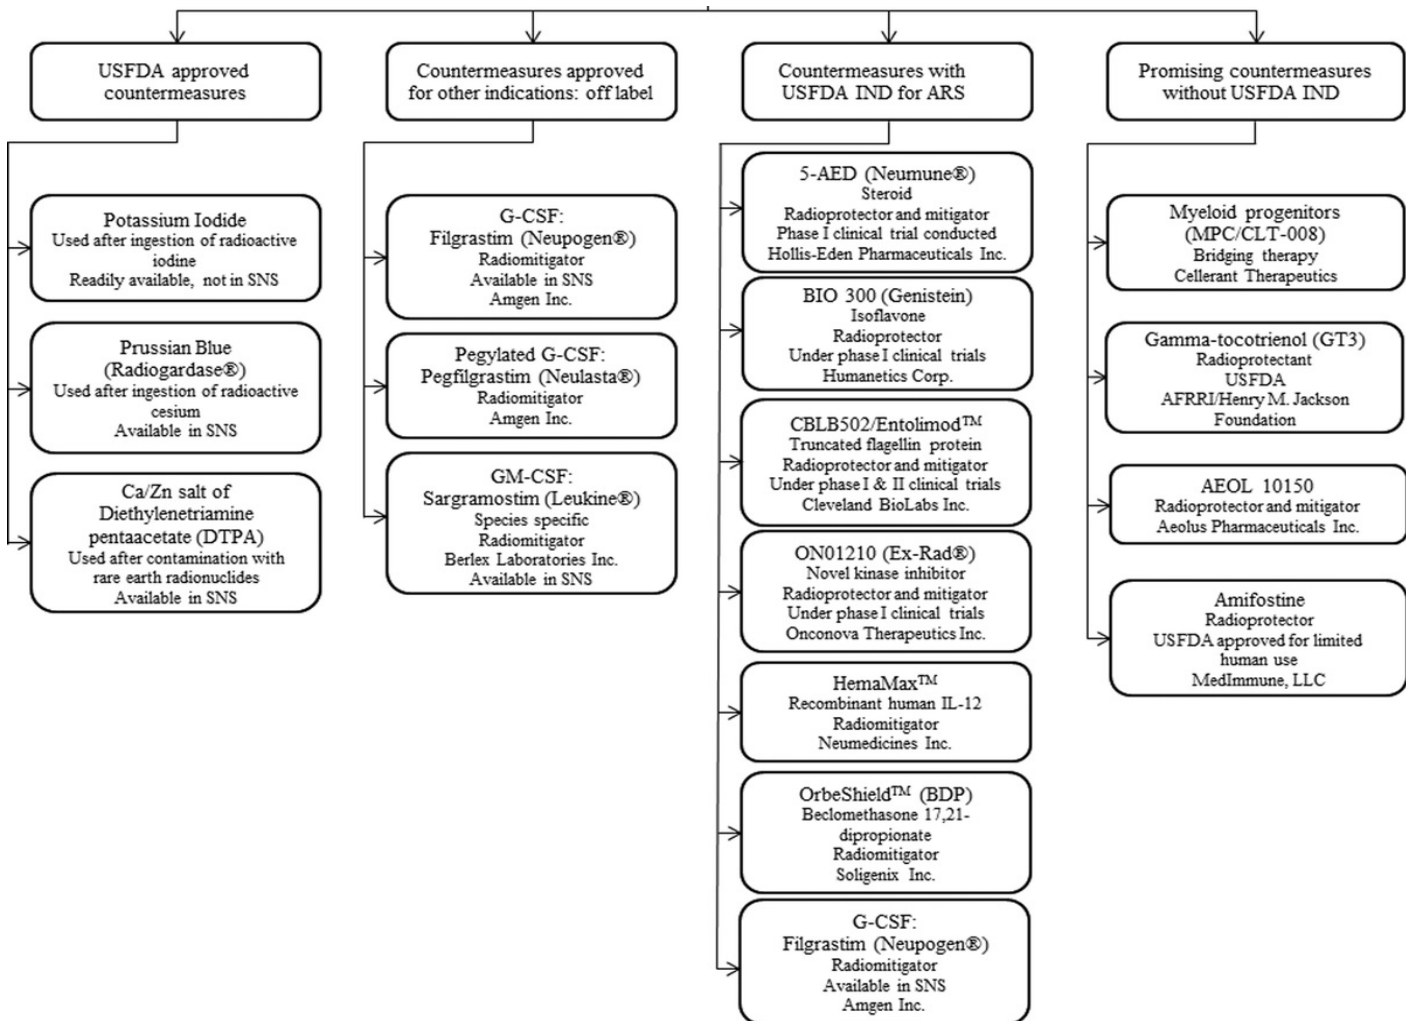 USFDA approved
countermeasures
Potassium Iodide
Used after ingestion of radioactive
iodine
Readily available, not in SNS
Prussian Blue
(Radiogardase®)
Used after ingestion of radioactive
cesium
Available in SNS
Ca/Zn salt of
Diethylenetriamine
pentaacetate (DTPA)
Used after contamination with
rare earth radionuclides
Available in SNS
Countermeasures approved
for other indications: off label
G-CSF:
Filgrastim (Neupogen®)
Radiomitigator
Available in SNS
Amgen Inc.
Pegylated G-CSF:
Pegfilgrastim (Neulasta®)
Radiomitigator
Amgen Inc.
GM-CSF:
Sargramostim (Leukine®)
Species specific
Radiomitigator
Berlex Laboratories Inc.
Available in SNS
Countermeasures with
USFDA IND for ARS
5-AED (Neumune®)
Steroid
Radioprotector and mitigator
Phase I clinical trial conducted
Hollis-Eden Pharmaceuticals Inc.
BIO 300 (Genistein)
Isoflavone
Radioprotector
Under phase I clinical trials
Humanetics Corp.
CBLB502/Entolimod™
Truncated flagellin protein
Radioprotector and mitigator
Under phase I & II clinical trials
Cleveland BioLabs Inc.
ON01210 (Ex-Rad®)
Novel kinase inhibitor
Radioprotector and mitigator
Under phase I clinical trials
Onconova Therapeutics Inc.
HemaMax™
Recombinant human IL-12
Radiomitigator
Neumedicines Inc.
OrbeShield™ (BDP)
Beclomethasone 17,21-
dipropionate
Radiomitigator
Soligenix Inc.
G-CSF:
Filgrastim (Neupogen®)
Radiomitigator
Available in SNS
Amgen Inc.
Promising countermeasures
without USFDA IND
Myeloid progenitors
(MPC/CLT-008)
Bridging therapy
Cellerant Therapeutics
Gamma-tocotrienol (GT3)
Radioprotectant
USFDA
AFRRI/Henry M. Jackson
Foundation
AEOL 10150
Radioprotector and mitigator
Aeolus Pharmaceuticals Inc.
Amifostine
Radioprotector
USFDA approved for limited
human use
MedImmune, LLC